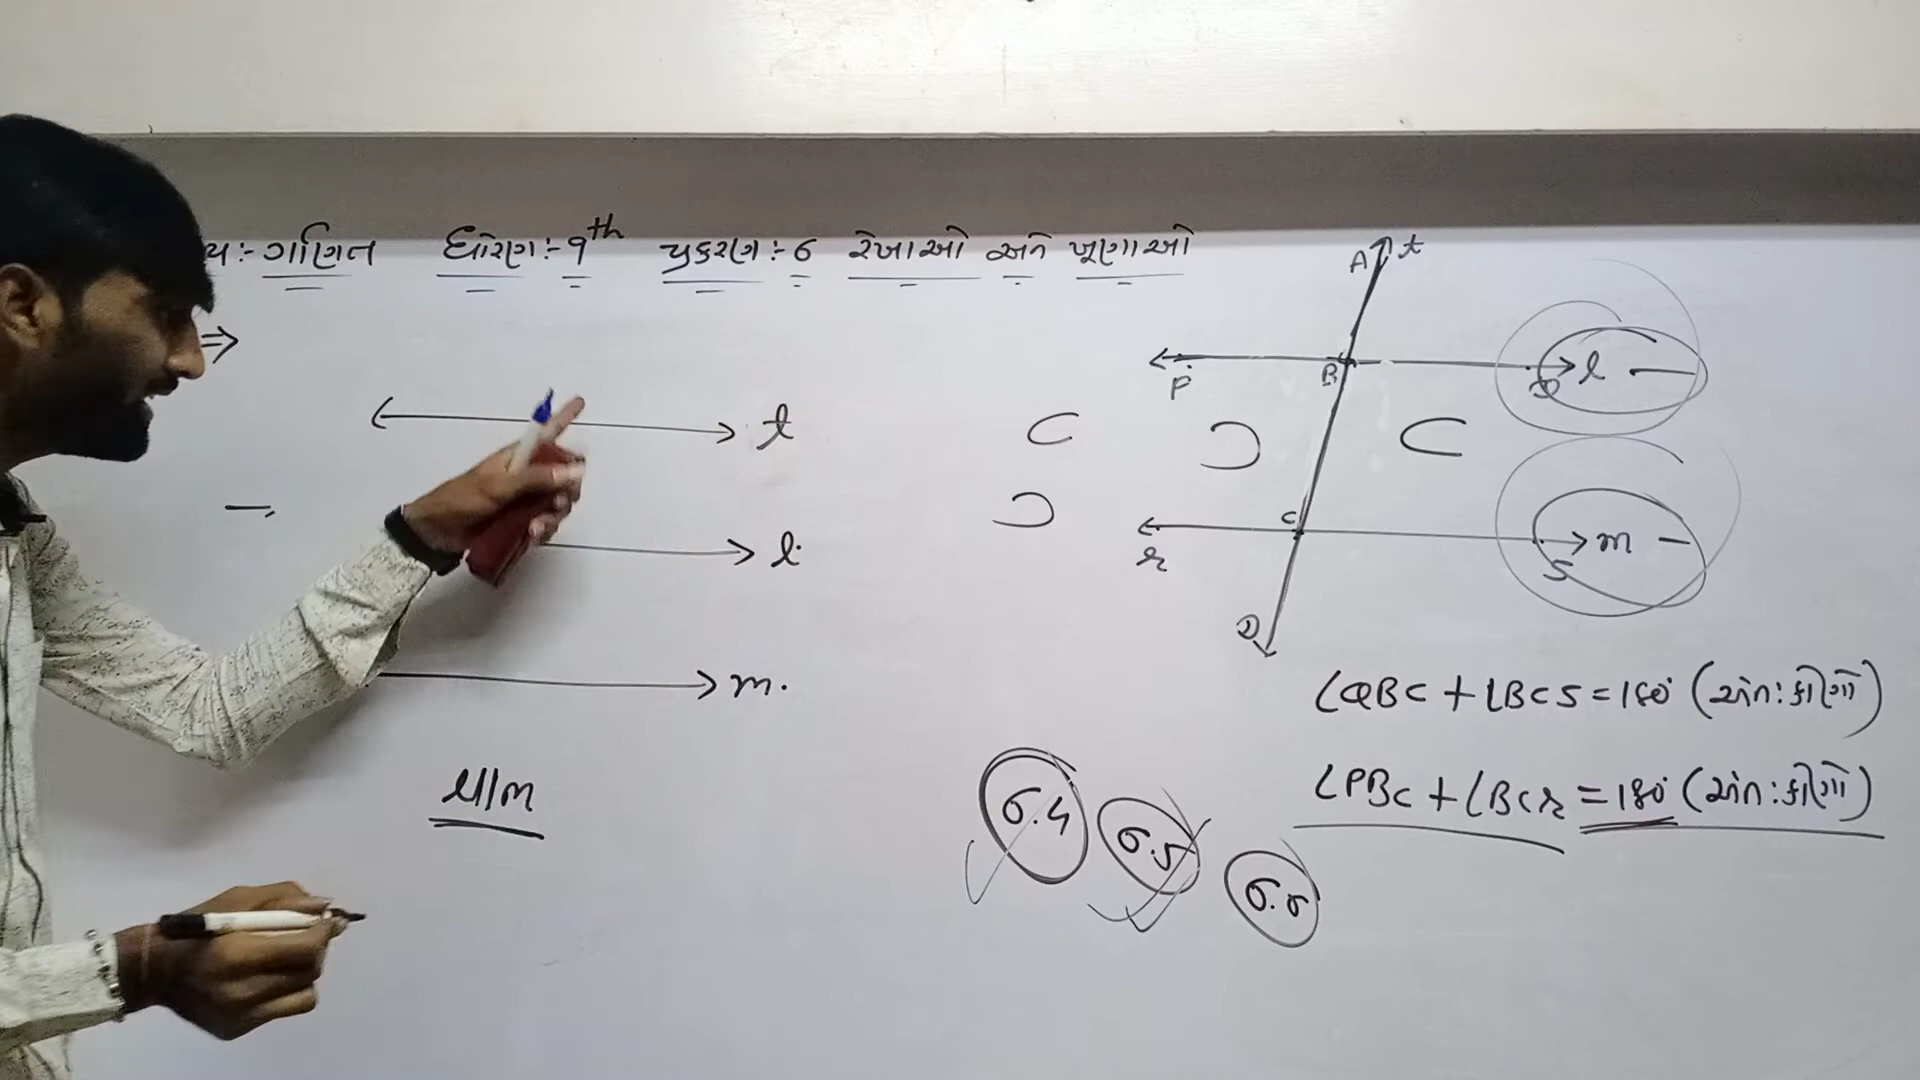 ય:- ગણિત ધોરણ:- 9th પ્રકરણ:- 6 રેખાઓ અને ખૂણાઓ
⇒
t
l
m.
l||m
A t
P B Q l
C
r S m
D
∠QBC + ∠BCS = 180° (અંત:કોણો)
∠PBC + ∠BCr = 180° (અંત:કોણો)
6.4 6.5 6.6